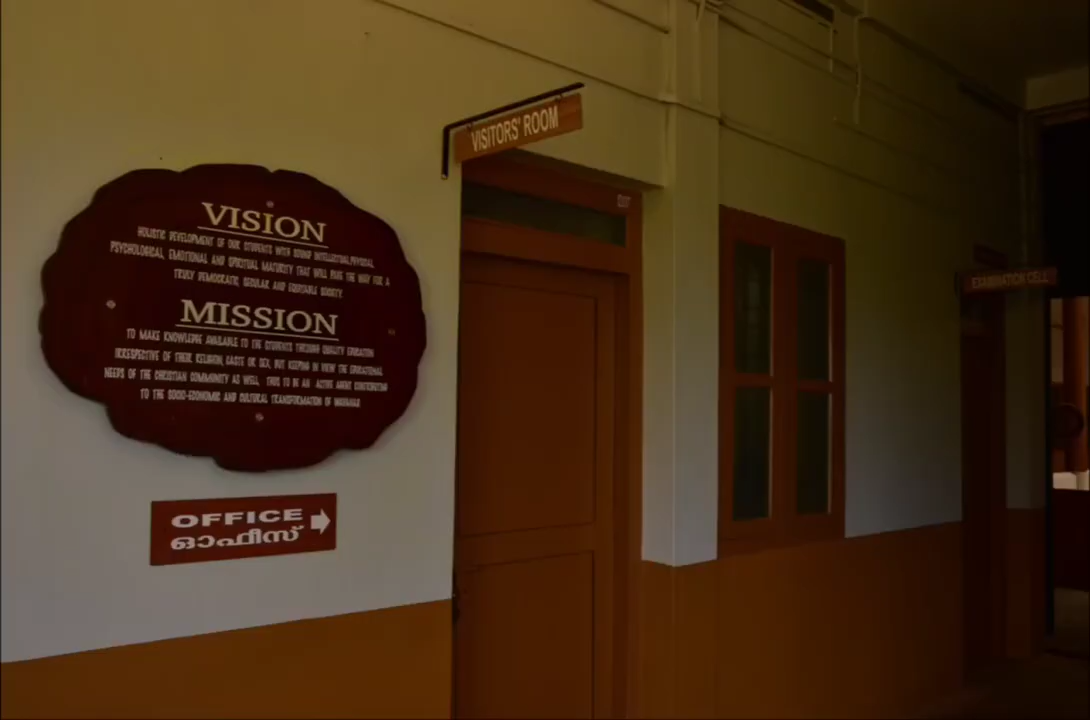 VISITORS' ROOM
VISION
HOLISTIC DEVELOPMENT OF OUR STUDENTS WITH SOUND INTELLECTUAL,PHYSICAL,
PSYCHOLOGICAL, EMOTIONAL AND SPIRITUAL MATURITY THAT WILL PAVE THE WAY FOR A
TRULY DEMOCRATIC, SECULAR AND EQUITABLE SOCIETY.
MISSION
TO MAKE KNOWLEDGE AVAILABLE TO THE STUDENTS THROUGH QUALITY EDUCATION
IRRESPECTIVE OF THEIR RELIGION, CASTE OR SEX, BUT KEEPING IN VIEW THE EDUCATIONAL
NEEDS OF THE CHRISTIAN COMMUNITY AS WELL, THUS TO BE AN ACTIVE AGENT CONTRIBUTING
TO THE SOCIO-ECONOMIC AND CULTURAL TRANSFORMATION OF WAYANAD.
EXAMINATION CELL
OFFICE
ഓഫീസ്